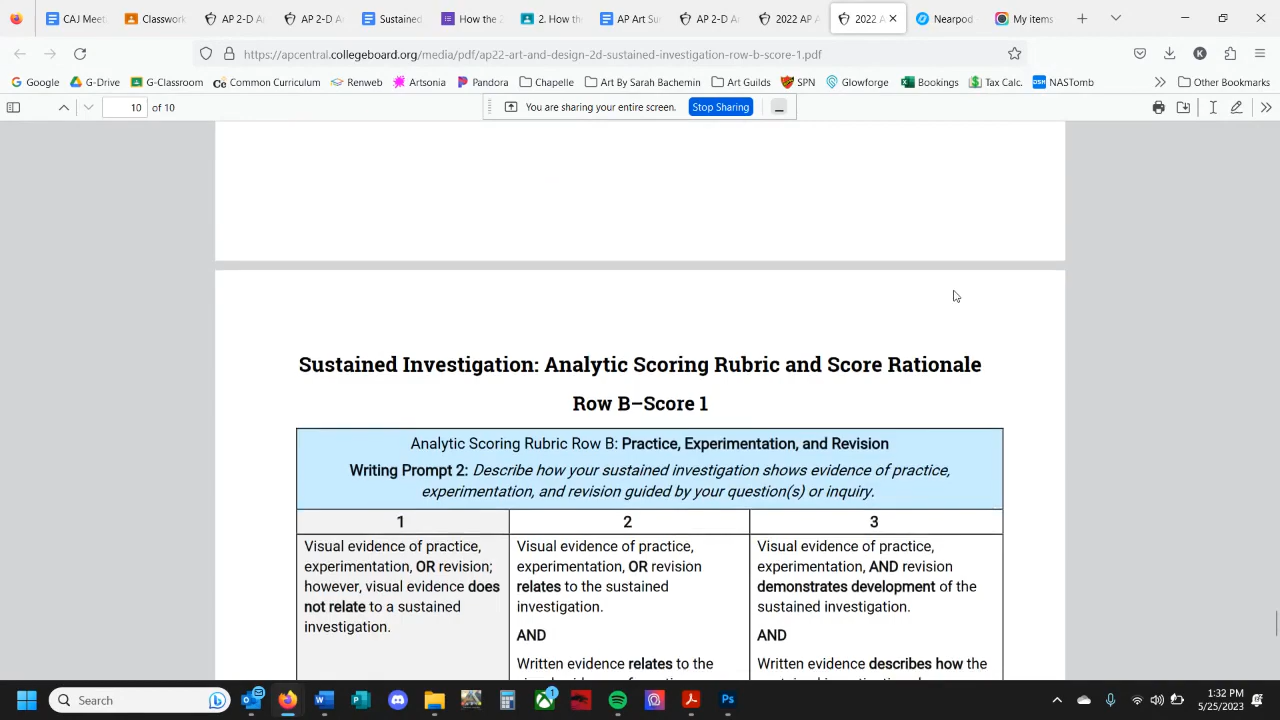 CAJ Meeti
Classwork
AP 2-D Ar
AP 2-D
Sustained
How the a
2. How th
AP Art Su
AP 2-D Ar
2022 AP A
2022 A
Nearpod
My items
https://apcentral.collegeboard.org/media/pdf/ap22-art-and-design-2d-sustained-investigation-row-b-score-1.pdf
K
Google
G-Drive
G-Classroom
Common Curriculum
Renweb
Artsonia
Pandora
Chapelle
Art By Sarah Bachemin
Art Guilds
SPN
Glowforge
Bookings
Tax Calc.
NASTomb
Other Bookmarks
10 of 10
You are sharing your entire screen.
Stop Sharing
Sustained Investigation: Analytic Scoring Rubric and Score Rationale
Row B–Score 1
Analytic Scoring Rubric Row B: Practice, Experimentation, and Revision
Writing Prompt 2: Describe how your sustained investigation shows evidence of practice,
experimentation, and revision guided by your question(s) or inquiry.
1
Visual evidence of practice,
experimentation, OR revision;
however, visual evidence does
not relate to a sustained
investigation.
2
Visual evidence of practice,
experimentation, OR revision
relates to the sustained
investigation.
AND
Written evidence relates to the
3
Visual evidence of practice,
experimentation, AND revision
demonstrates development of the
sustained investigation.
AND
Written evidence describes how the
Search
1:32 PM
5/25/2023